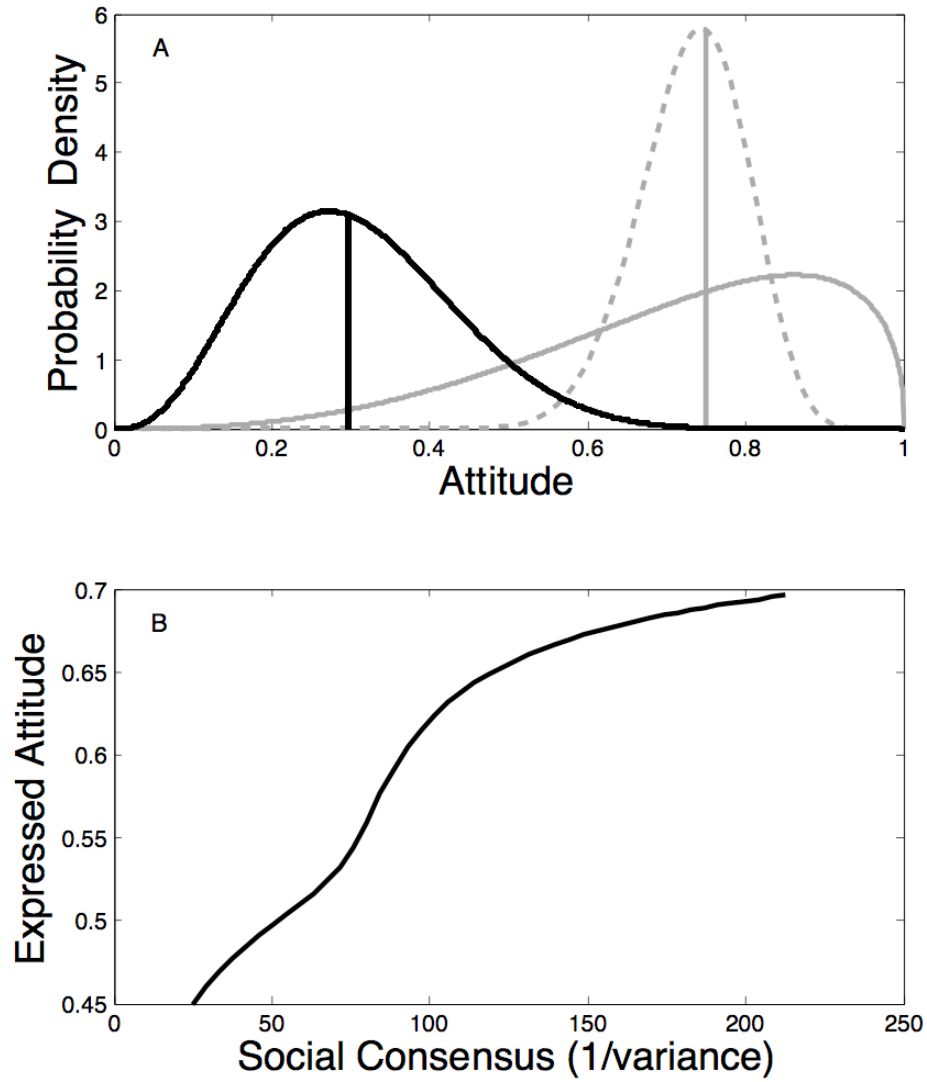 A
Probability Density
6
5
4
3
2
1
0
0 0.2 0.4 0.6 0.8 1
Attitude
B
Expressed Attitude
0.7
0.65
0.6
0.55
0.5
0.45
0 50 100 150 200 250
Social Consensus (1/variance)